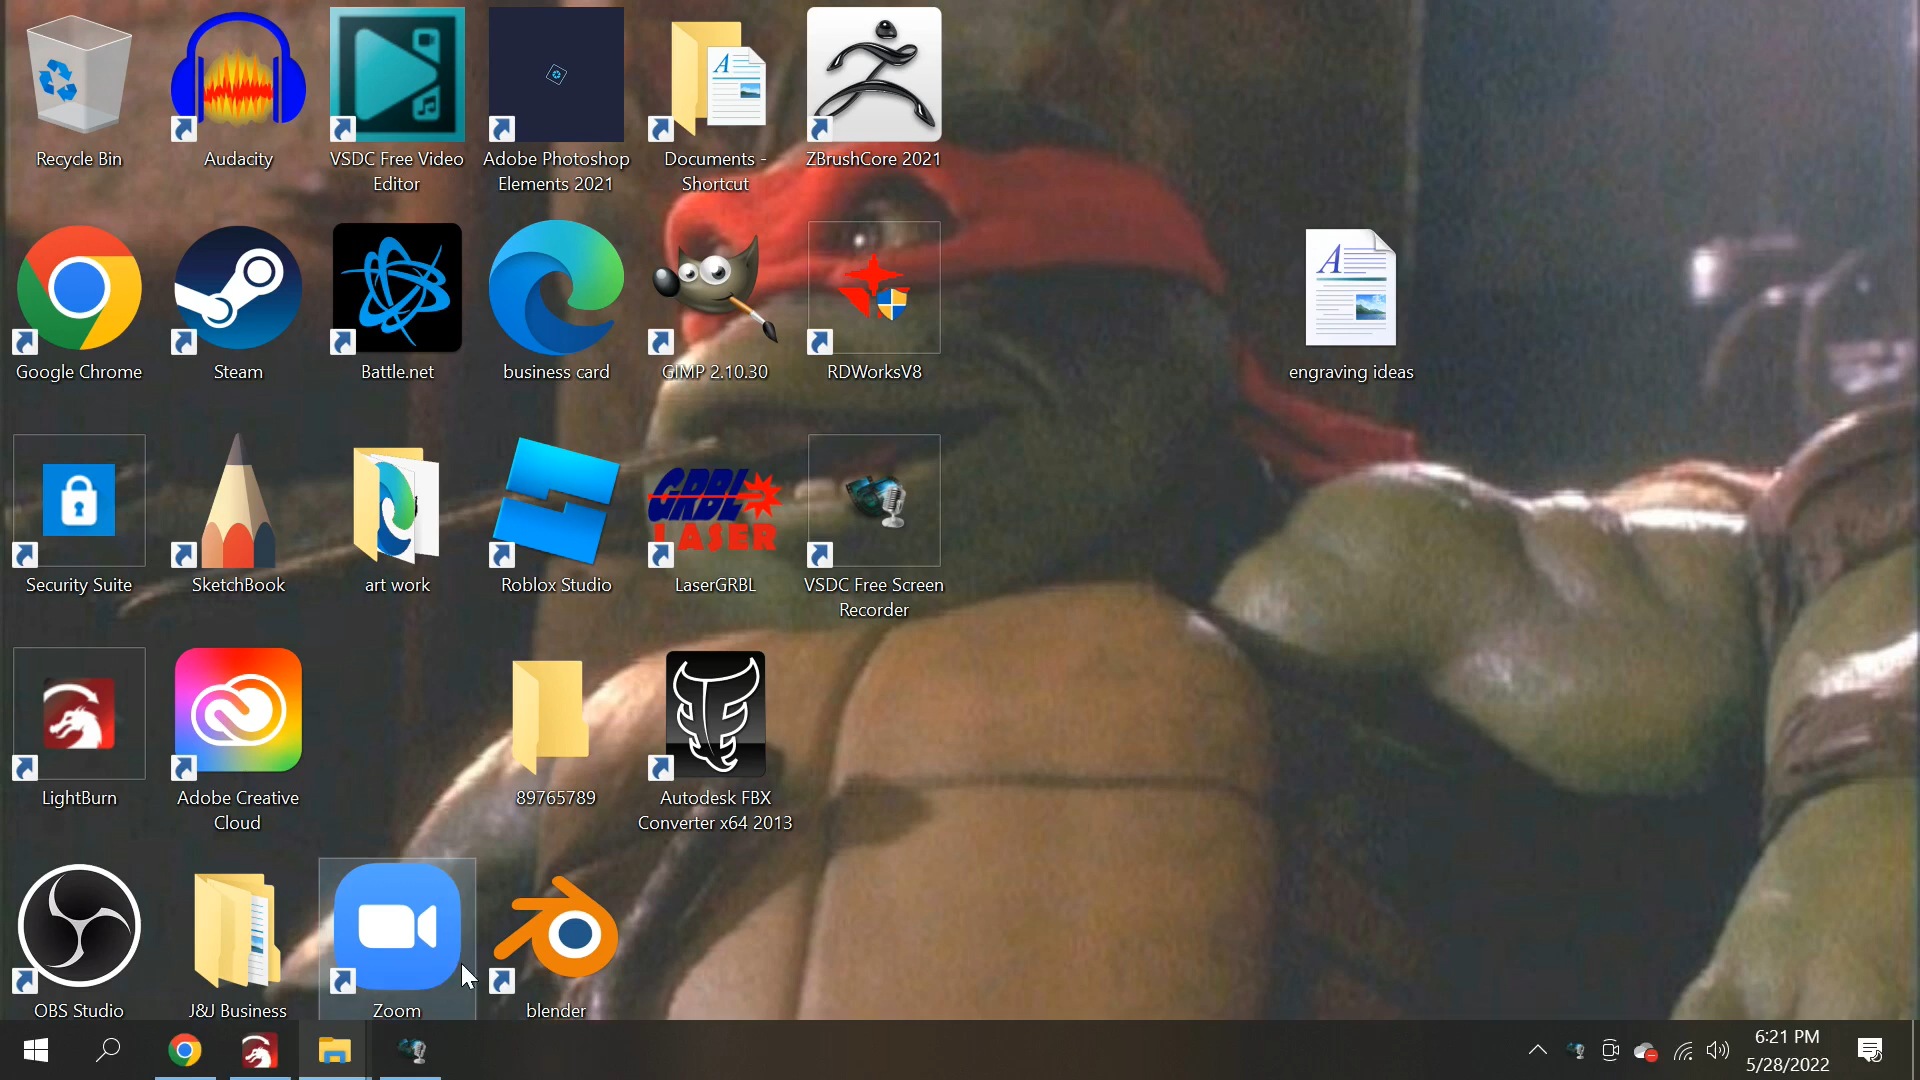 Recycle Bin
Audacity
VSDC Free Video
Editor
Adobe Photoshop
Elements 2021
Documents -
Shortcut
ZBrushCore 2021
Google Chrome
Steam
Battle.net
business card
GIMP 2.10.30
RDWorksV8
A
engraving ideas
Security Suite
SketchBook
art work
Roblox Studio
GRBL
LASER
LaserGRBL
VSDC Free Screen
Recorder
LightBurn
Adobe Creative
Cloud
89765789
Autodesk FBX
Converter x64 2013
OBS Studio
J&J Business
Zoom
blender
6:21 PM
5/28/2022